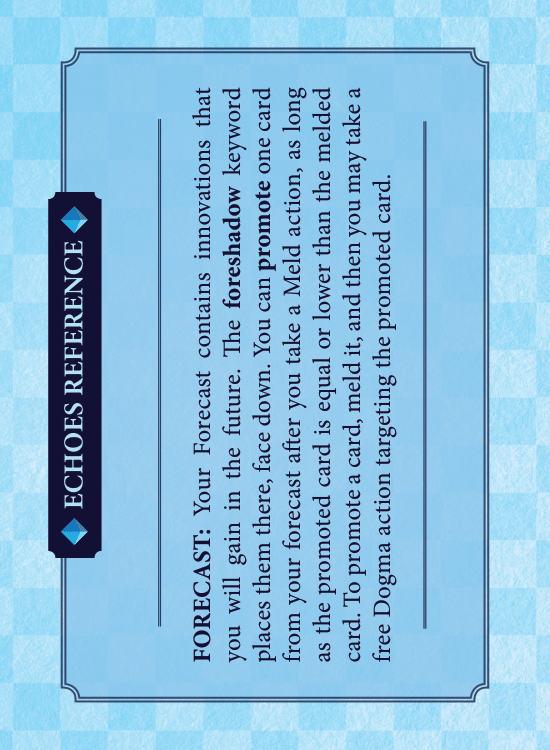 ECHOES REFERENCE
FORECAST: Your Forecast contains innovations that
you will gain in the future. The foreshadow keyword
places them there, face down. You can promote one card
from your forecast after you take a Meld action, as long
as the promoted card is equal or lower than the melded
card. To promote a card, meld it, and then you may take a
free Dogma action targeting the promoted card.